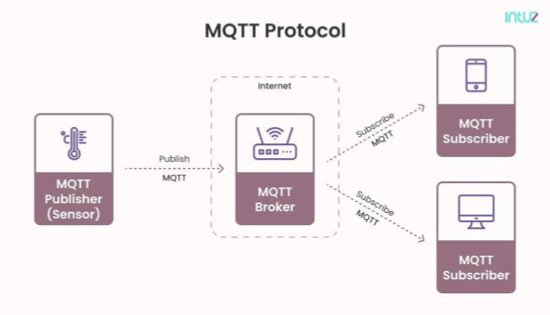 INTUZ
MQTT Protocol
Internet
°C
Publish
MQTT
MQTT
Publisher
(Sensor)
MQTT
Broker
Subscribe
MQTT
Subscribe
MQTT
MQTT
Subscriber
MQTT
Subscriber